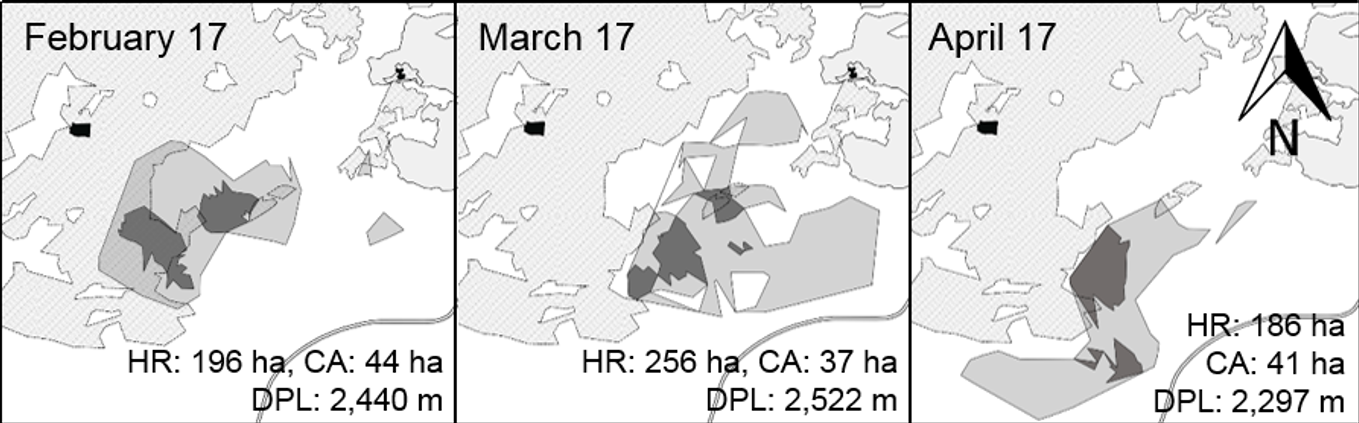 February 17
HR: 196 ha, CA: 44 ha
DPL: 2,440 m
March 17
HR: 256 ha, CA: 37 ha
DPL: 2,522 m
April 17
N
HR: 186 ha
CA: 41 ha
DPL: 2,297 m